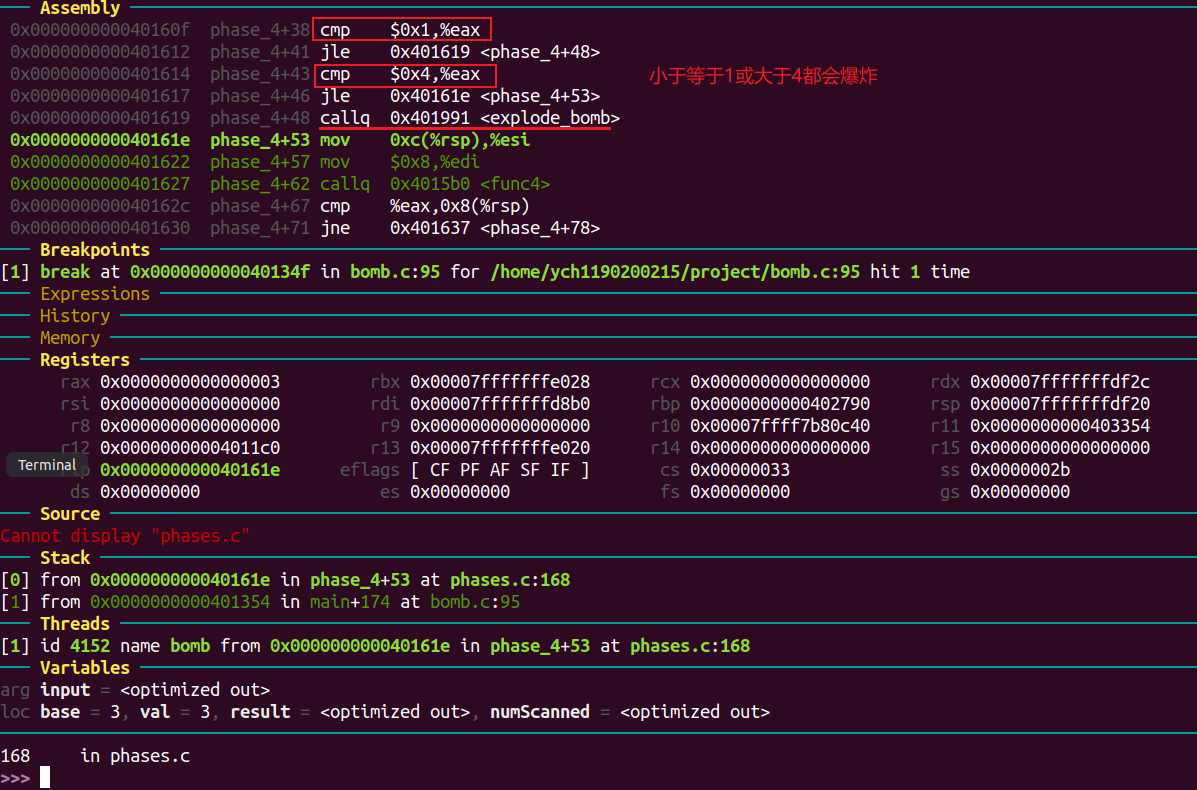 Assembly
0x000000000040160f phase_4+38 cmp $0x1,%eax
0x0000000000401612 phase_4+41 jle 0x401619 <phase_4+48>
0x0000000000401614 phase_4+43 cmp $0x4,%eax 小于等于1或大于4都会爆炸
0x0000000000401617 phase_4+46 jle 0x40161e <phase_4+53>
0x0000000000401619 phase_4+48 callq 0x401991 <explode_bomb>
0x000000000040161e phase_4+53 mov 0xc(%rsp),%esi
0x0000000000401622 phase_4+57 mov $0x8,%edi
0x0000000000401627 phase_4+62 callq 0x4015b0 <func4>
0x000000000040162c phase_4+67 cmp %eax,0x8(%rsp)
0x0000000000401630 phase_4+71 jne 0x401637 <phase_4+78>
Breakpoints
[1] break at 0x000000000040134f in bomb.c:95 for /home/ych1190200215/project/bomb.c:95 hit 1 time
Expressions
History
Memory
Registers
rax 0x0000000000000003 rbx 0x00007fffffffe028 rcx 0x0000000000000000 rdx 0x00007fffffffdf2c
rsi 0x0000000000000000 rdi 0x00007fffffffd8b0 rbp 0x0000000000402790 rsp 0x00007fffffffdf20
r8 0x0000000000000000 r9 0x0000000000000000 r10 0x00007ffff7b80c40 r11 0x0000000000403354
r12 0x00000000004011c0 r13 0x00007fffffffe020 r14 0x0000000000000000 r15 0x0000000000000000
Terminal 0x000000000040161e eflags [ CF PF AF SF IF ] cs 0x00000033 ss 0x0000002b
ds 0x00000000 es 0x00000000 fs 0x00000000 gs 0x00000000
Source
Cannot display "phases.c"
Stack
[0] from 0x000000000040161e in phase_4+53 at phases.c:168
[1] from 0x0000000000401354 in main+174 at bomb.c:95
Threads
[1] id 4152 name bomb from 0x000000000040161e in phase_4+53 at phases.c:168
Variables
arg input = <optimized out>
loc base = 3, val = 3, result = <optimized out>, numScanned = <optimized out>
168 in phases.c
>>>